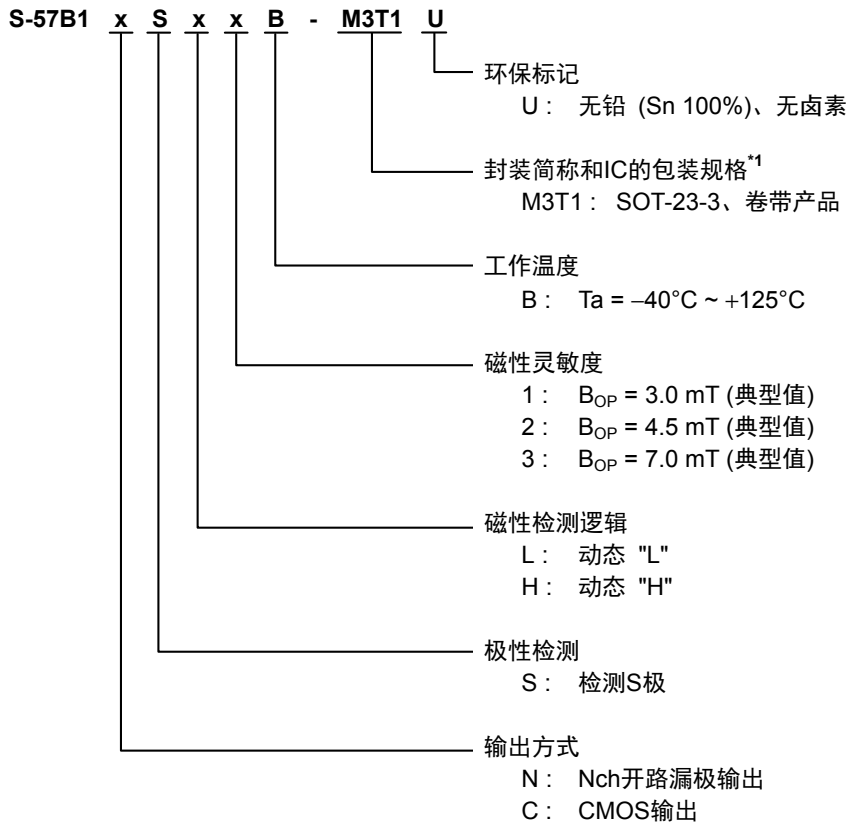 S-57B1 x S x x B - M3T1 U
环保标记
U : 无铅 (Sn 100%)、无卤素
封装简称和IC的包装规格*1
M3T1 : SOT-23-3、卷带产品
工作温度
B : Ta = −40°C ~ +125°C
磁性灵敏度
1 : BOP = 3.0 mT (典型值)
2 : BOP = 4.5 mT (典型值)
3 : BOP = 7.0 mT (典型值)
磁性检测逻辑
L : 动态 "L"
H : 动态 "H"
极性检测
S : 检测S极
输出方式
N : Nch开路漏极输出
C : CMOS输出